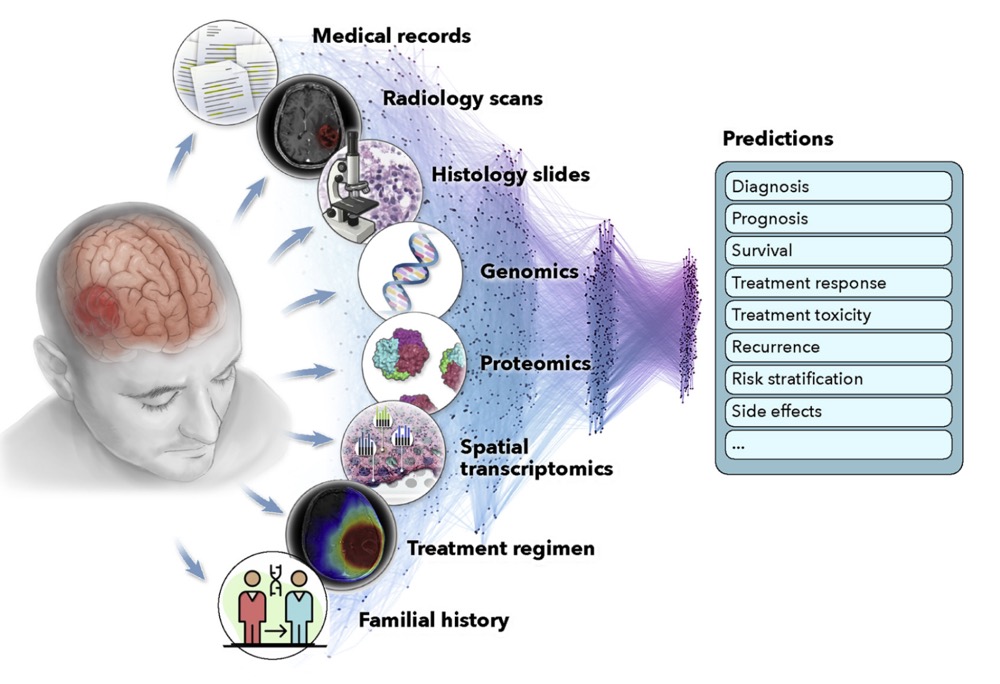 Medical records
Radiology scans
Histology slides
Genomics
Proteomics
Spatial
transcriptomics
Treatment regimen
Familial history
Predictions
Diagnosis
Prognosis
Survival
Treatment response
Treatment toxicity
Recurrence
Risk stratification
Side effects
...